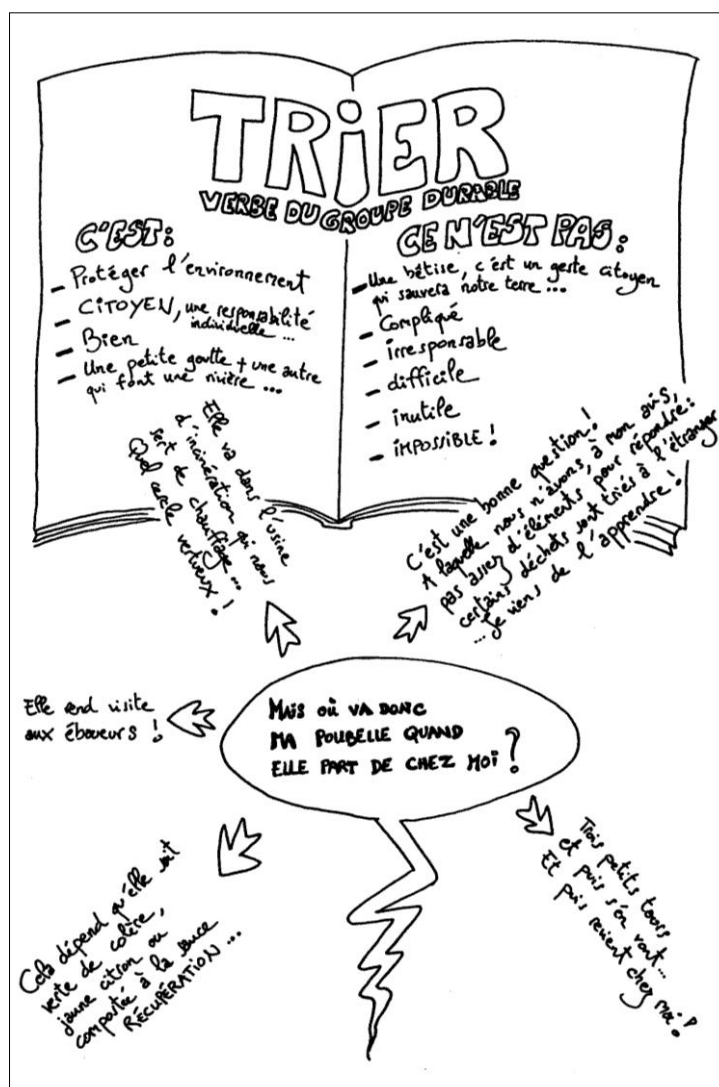 TRiER
VERBE DU GROUPE DURABLE
C'EST:
- Protéger l'environnement
- CiTOYEN, une responsabilité
individuelle ...
- Bien
- Une petite goutte + une autre
qui font une rivière ...
CE N'EST PAS:
- Une bêtise, c'est un geste citoyen
qui sauvera notre terre ...
- Compliqué
- irresponsable
- difficile
- inutile
- iMPOSSiBLE!
Elle va dans l'usine
d'incinération qui nous
sert de chauffage ...
Quel cercle
vertueux !
C'est une bonne question!
A laquelle nous n'avons, à mon avis,
pas assez d'éléments pour répondre:
certains déchets sont triés à l'étranger
... Je viens de l'apprendre!
Elle rend visite
aux éboueurs !
MAiS où VA DONC
MA POUBELLE QUAND
ELLE PART DE CHEZ MOi ?
Cela dépend qu'elle soit
verte de colère,
jaune citron ou
compostée à la sauce
RÉCUPÉRATION ...
Trois petits tours
et puis s'en vont...
Et puis revient chez moi!